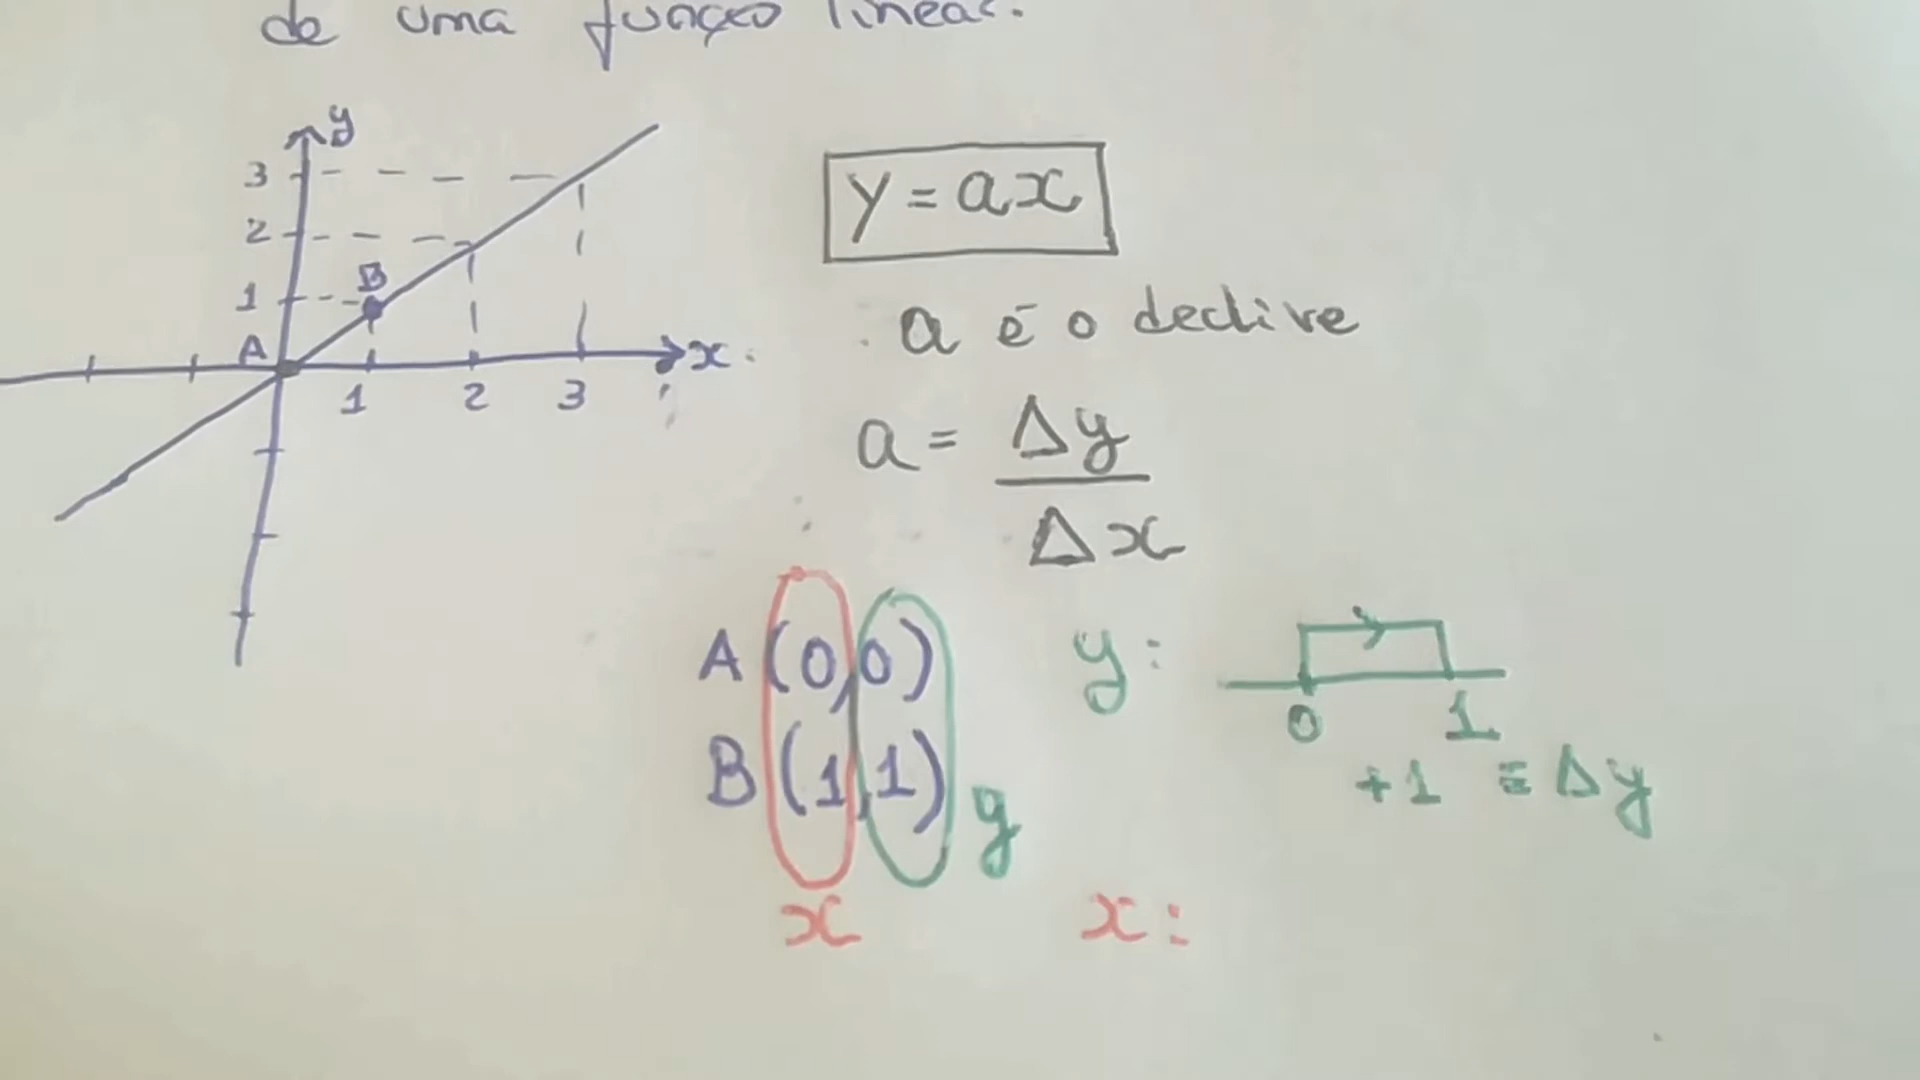 de uma função linear.
y
3
2
1
B
A
x
1 2 3
y = ax
a é o declive
a = Δy
Δx
A (0,0)
B (1,1)
y
x
y:
0 1
+1 = Δy
x: